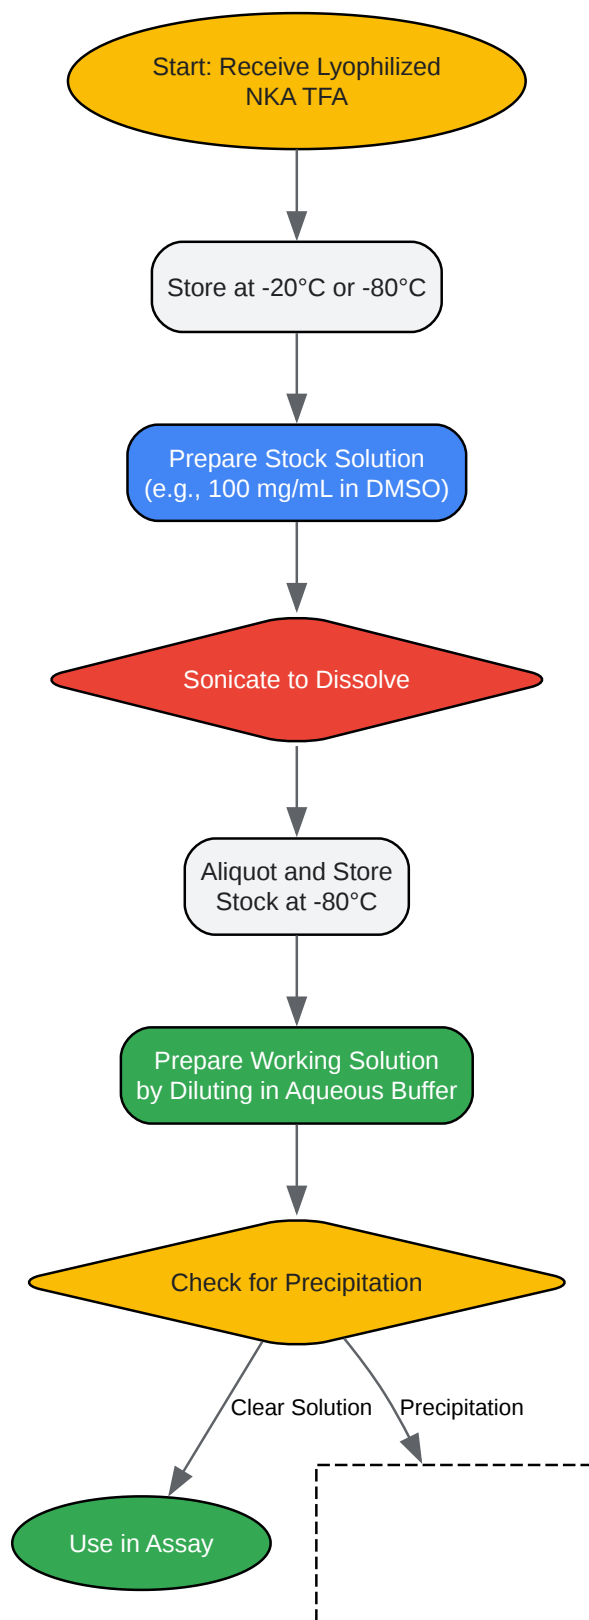 Start: Receive Lyophilized
NKA TFA
Store at -20°C or -80°C
Prepare Stock Solution
(e.g., 100 mg/mL in DMSO)
Sonicate to Dissolve
Aliquot and Store
Stock at -80°C
Prepare Working Solution
by Diluting in Aqueous Buffer
Check for Precipitation
Clear Solution
Precipitation
Use in Assay